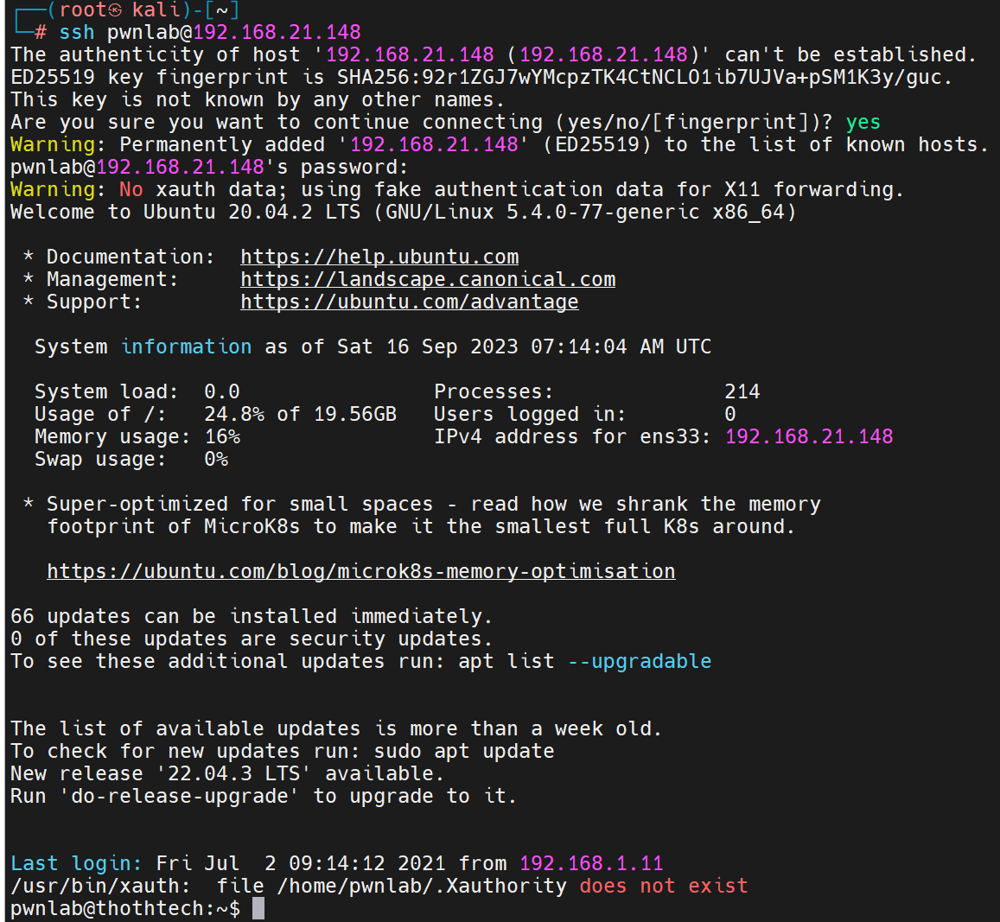 ┌──(root㉿kali)-[~]
└─# ssh pwnlab@192.168.21.148
The authenticity of host '192.168.21.148 (192.168.21.148)' can't be established.
ED25519 key fingerprint is SHA256:92r1ZGJ7wYMcpzTK4CtNCLO1ib7UJVa+pSM1K3y/guc.
This key is not known by any other names.
Are you sure you want to continue connecting (yes/no/[fingerprint])? yes
Warning: Permanently added '192.168.21.148' (ED25519) to the list of known hosts.
pwnlab@192.168.21.148's password:
Warning: No xauth data; using fake authentication data for X11 forwarding.
Welcome to Ubuntu 20.04.2 LTS (GNU/Linux 5.4.0-77-generic x86_64)
 * Documentation:  https://help.ubuntu.com
 * Management:     https://landscape.canonical.com
 * Support:        https://ubuntu.com/advantage
  System information as of Sat 16 Sep 2023 07:14:04 AM UTC
  System load:  0.0                Processes:              214
  Usage of /:   24.8% of 19.56GB   Users logged in:        0
  Memory usage: 16%                IPv4 address for ens33: 192.168.21.148
  Swap usage:   0%
 * Super-optimized for small spaces - read how we shrank the memory
   footprint of MicroK8s to make it the smallest full K8s around.
   https://ubuntu.com/blog/microk8s-memory-optimisation
66 updates can be installed immediately.
0 of these updates are security updates.
To see these additional updates run: apt list --upgradable
The list of available updates is more than a week old.
To check for new updates run: sudo apt update
New release '22.04.3 LTS' available.
Run 'do-release-upgrade' to upgrade to it.
Last login: Fri Jul  2 09:14:12 2021 from 192.168.1.11
/usr/bin/xauth:  file /home/pwnlab/.Xauthority does not exist
pwnlab@thothtech:~$